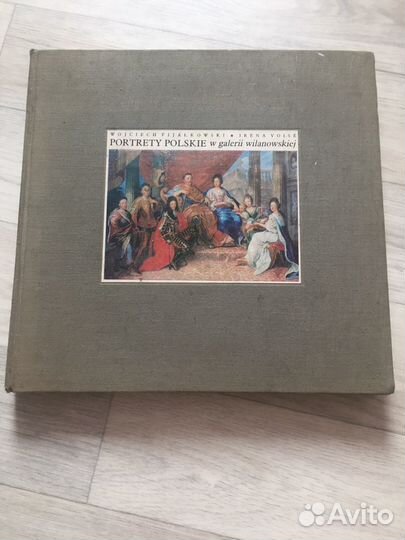 WOJCIECH FIJAŁKOWSKI • IRENA VOISÉ
PORTRETY POLSKIE w galerii wilanowskiej
Avito